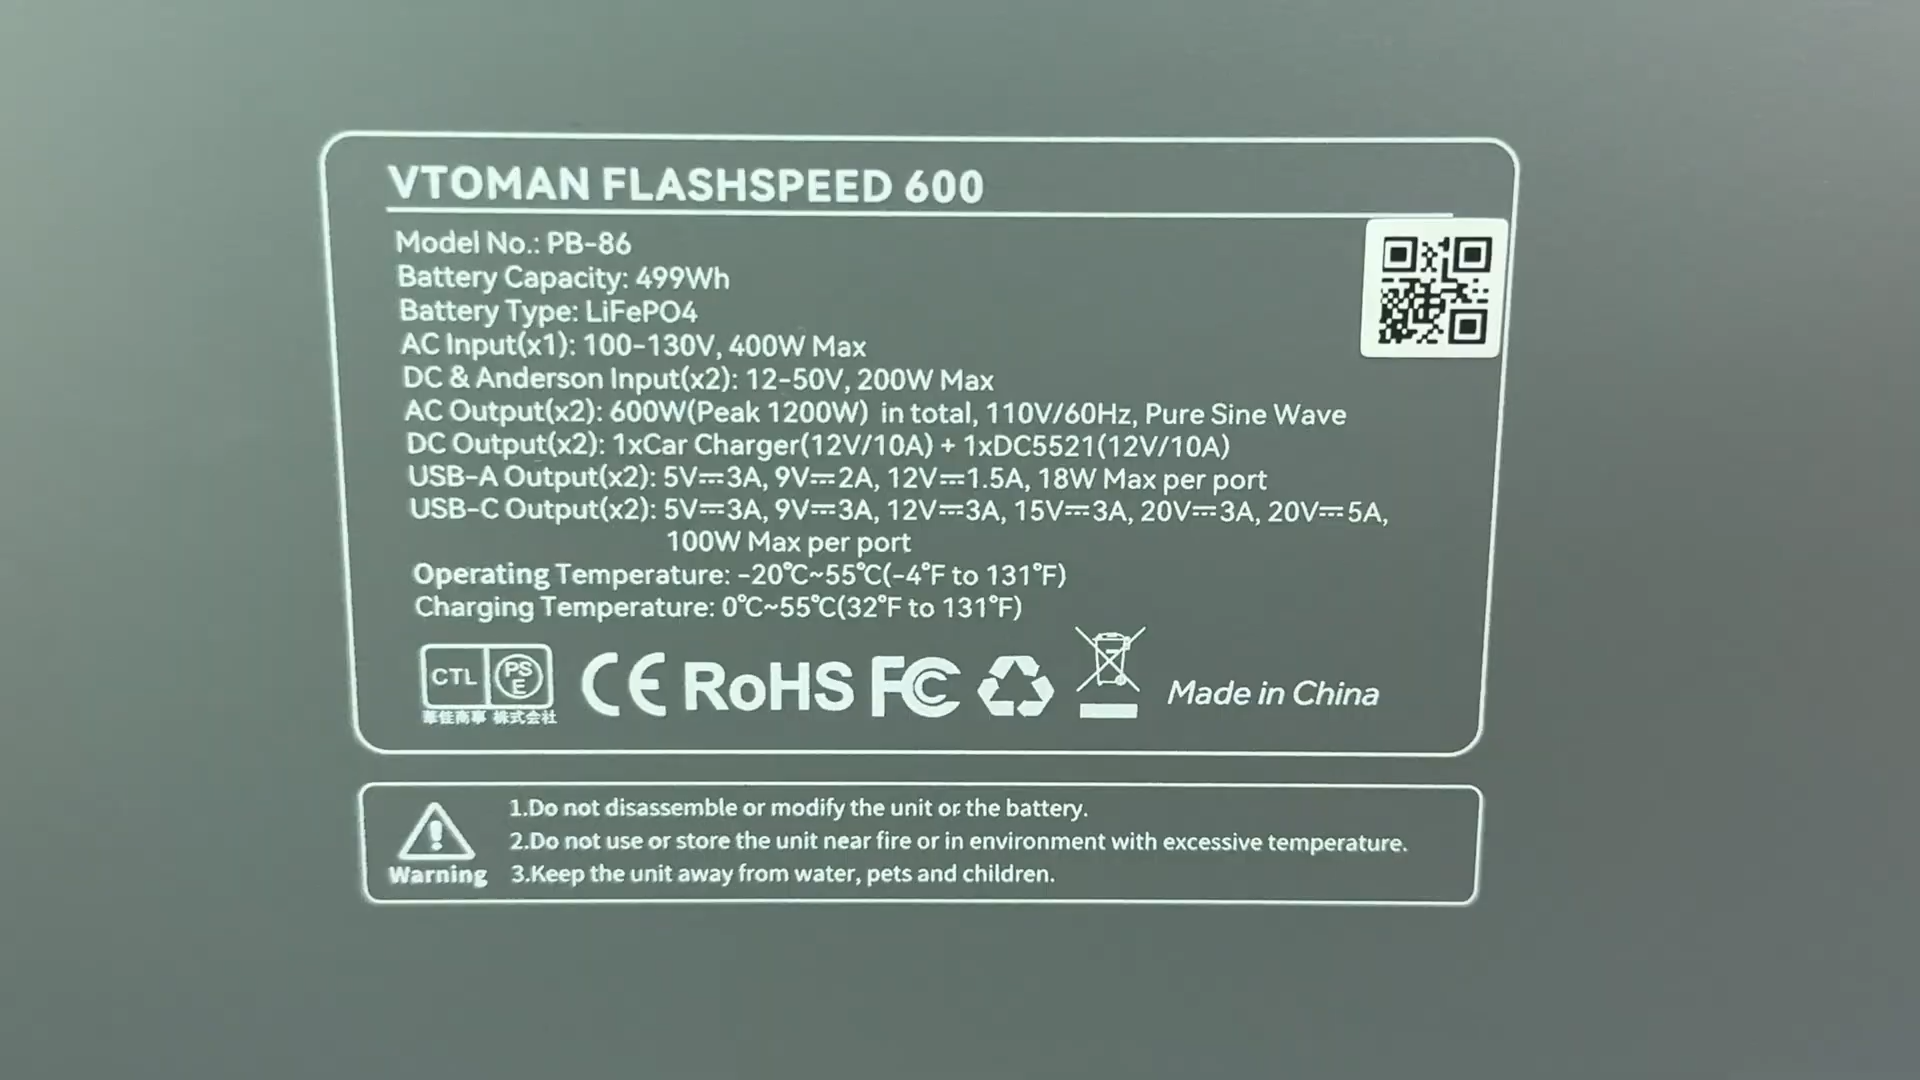 VTOMAN FLASHSPEED 600
Model No.: PB-86
Battery Capacity: 499Wh
Battery Type: LiFePO4
AC Input(x1): 100-130V, 400W Max
DC & Anderson Input(x2): 12-50V, 200W Max
AC Output(x2): 600W(Peak 1200W) in total, 110V/60Hz, Pure Sine Wave
DC Output(x2): 1xCar Charger(12V/10A) + 1xDC5521(12V/10A)
USB-A Output(x2): 5V⎓3A, 9V⎓2A, 12V⎓1.5A, 18W Max per port
USB-C Output(x2): 5V⎓3A, 9V⎓3A, 12V⎓3A, 15V⎓3A, 20V⎓3A, 20V⎓5A,
100W Max per port
Operating Temperature: -20℃~55℃(-4℉ to 131℉)
Charging Temperature: 0℃~55℃(32℉ to 131℉)
CTL PSE CE RoHS FC Made in China
華佳商事 株式会社
Warning
1.Do not disassemble or modify the unit or the battery.
2.Do not use or store the unit near fire or in environment with excessive temperature.
3.Keep the unit away from water, pets and children.